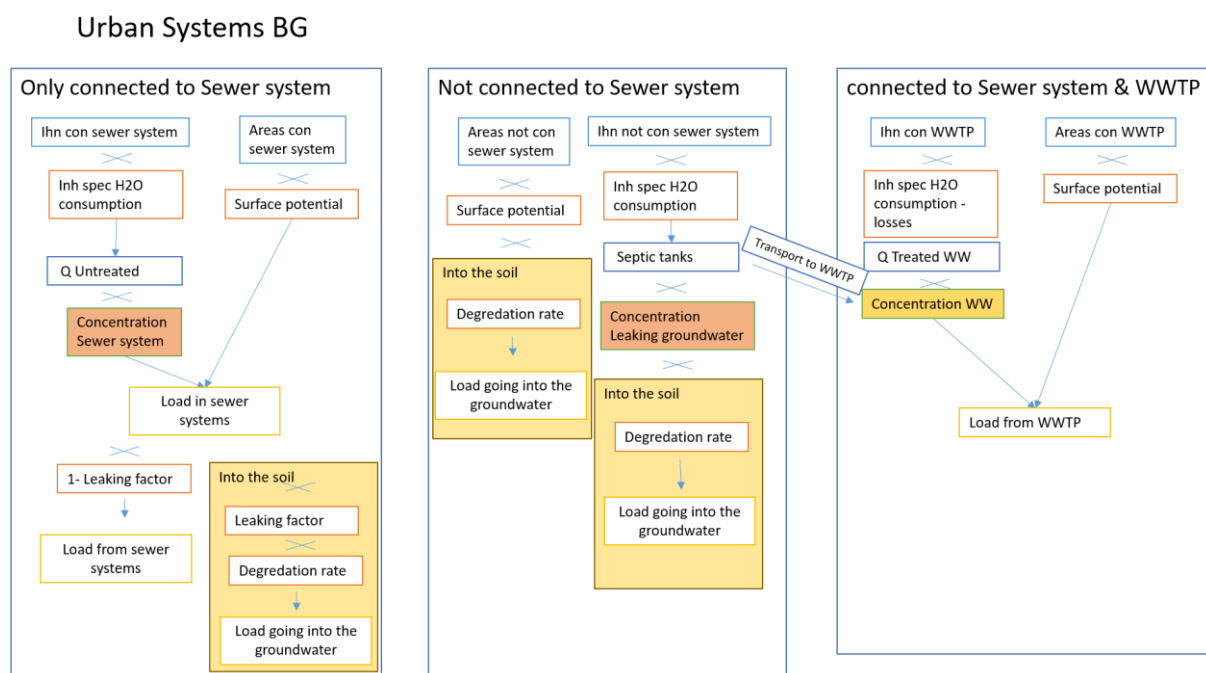 Urban Systems BG
Only connected to Sewer system
Ihn con sewer system
Areas con
sewer system
Inh spec H2O
consumption
Surface potential
Q Untreated
Concentration
Sewer system
Load in sewer
systems
1- Leaking factor
Load from sewer
systems
Into the soil
Leaking factor
Degredation rate
Load going into the
groundwater
Not connected to Sewer system
Areas not con
sewer system
Surface potential
Into the soil
Degredation rate
Load going into the
groundwater
Ihn not con sewer system
Inh spec H2O
consumption
Septic tanks
Transport to WWTP
Concentration
Leaking groundwater
Into the soil
Degredation rate
Load going into the
groundwater
connected to Sewer system & WWTP
Ihn con WWTP
Areas con WWTP
Inh spec H2O
consumption -
losses
Surface potential
Q Treated WW
Concentration WW
Load from WWTP